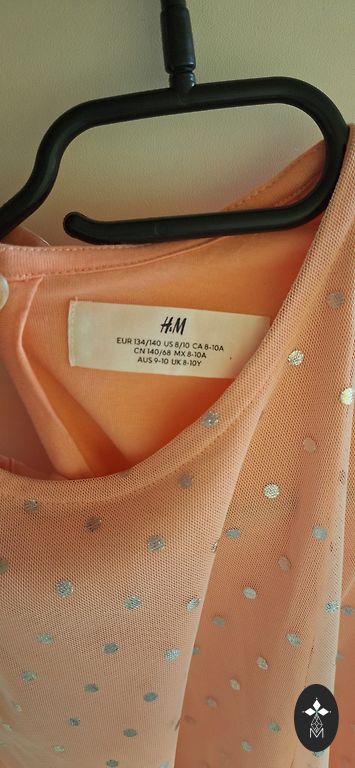 H&M
EUR 134/140 US 8/10 CA 8-10A
CN 140/68 MX 8-10A
AUS 9-10 UK 8-10Y
M